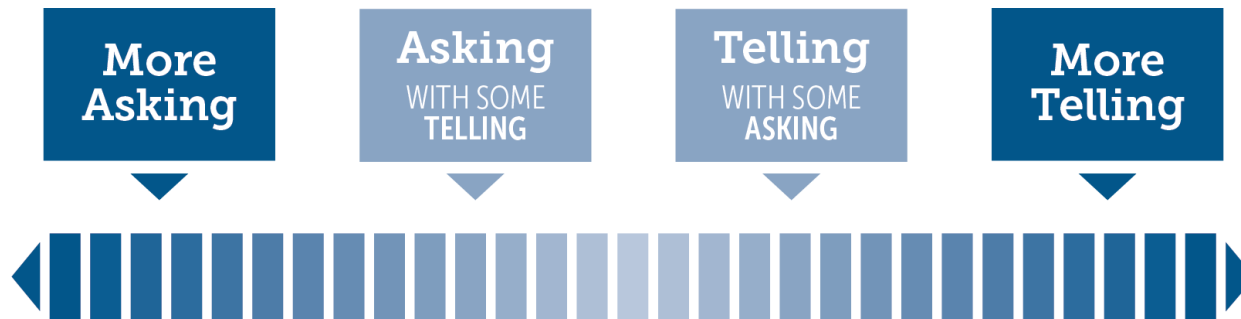 More
Asking
Asking
WITH SOME
TELLING
Telling
WITH SOME
ASKING
More
Telling